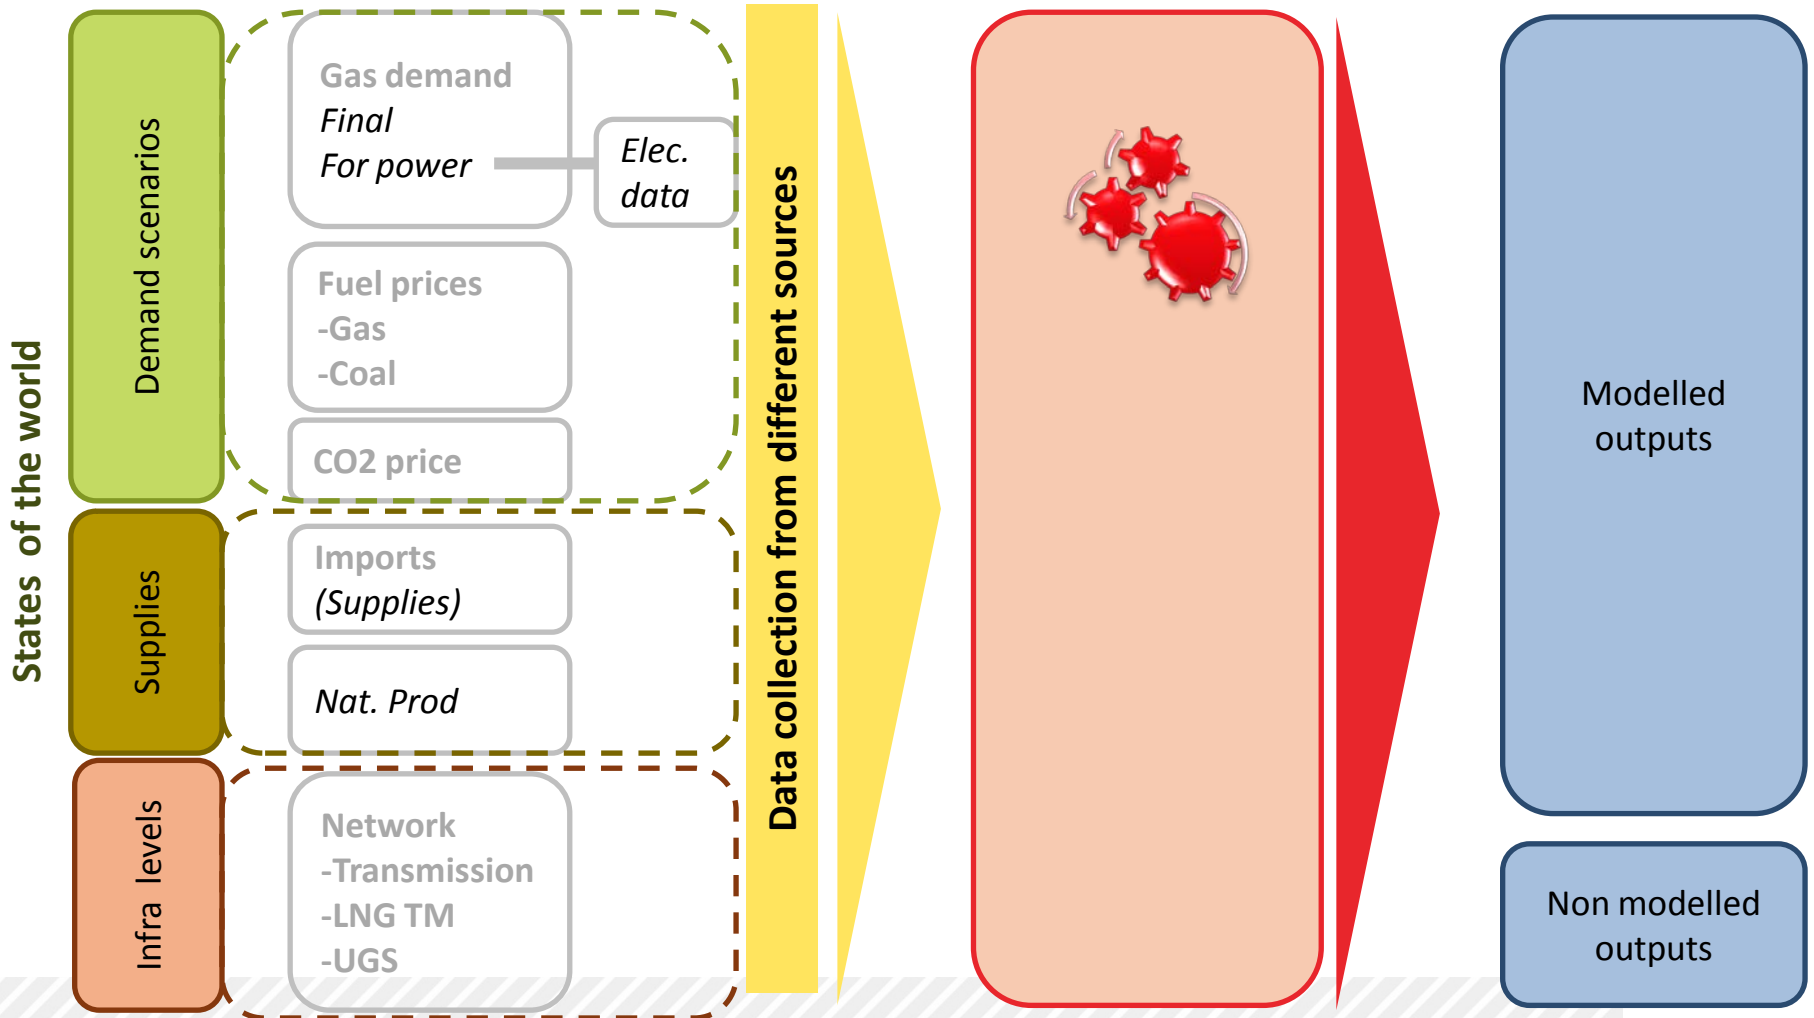 States of the world
Demand scenarios
Gas demand
Final
For power
Elec.
data
Fuel prices
-Gas
-Coal
CO2 price
Supplies
Imports
(Supplies)
Nat. Prod
Infra levels
Network
-Transmission
-LNG TM
-UGS
Data collection from different sources
Modelled
outputs
Non modelled
outputs